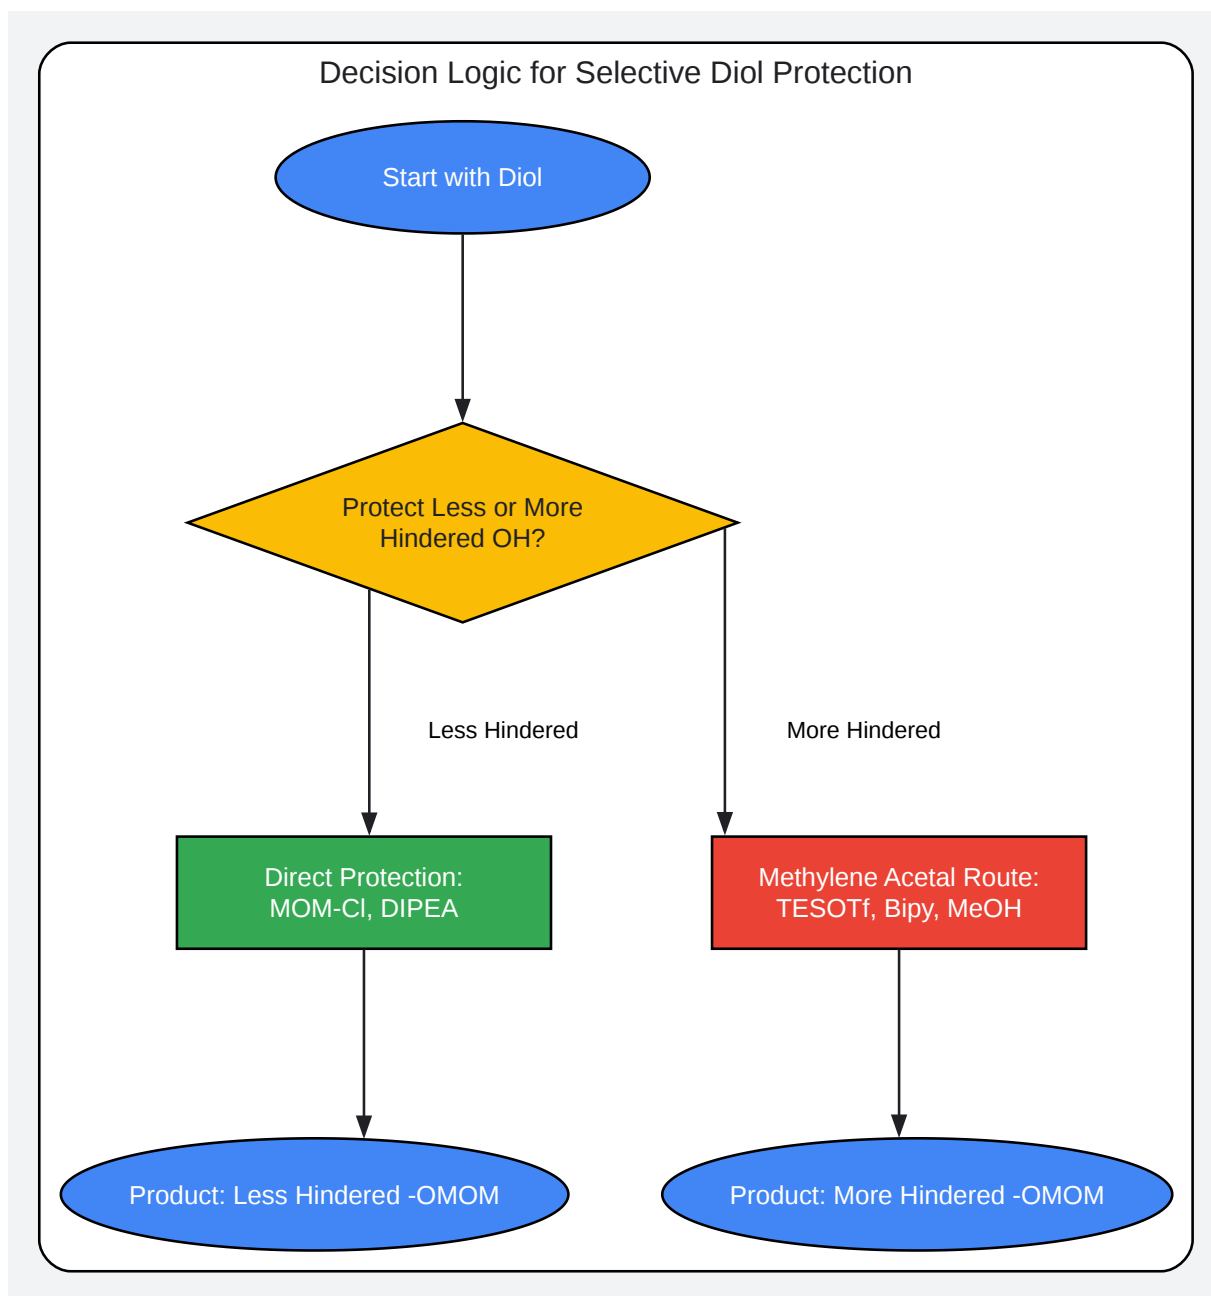 Decision Logic for Selective Diol Protection
Start with Diol
Protect Less or More
Hindered OH?
Less Hindered
More Hindered
Direct Protection:
MOM-Cl, DIPEA
Methylene Acetal Route:
TESOTf, Bipy, MeOH
Product: Less Hindered -OMOM
Product: More Hindered -OMOM